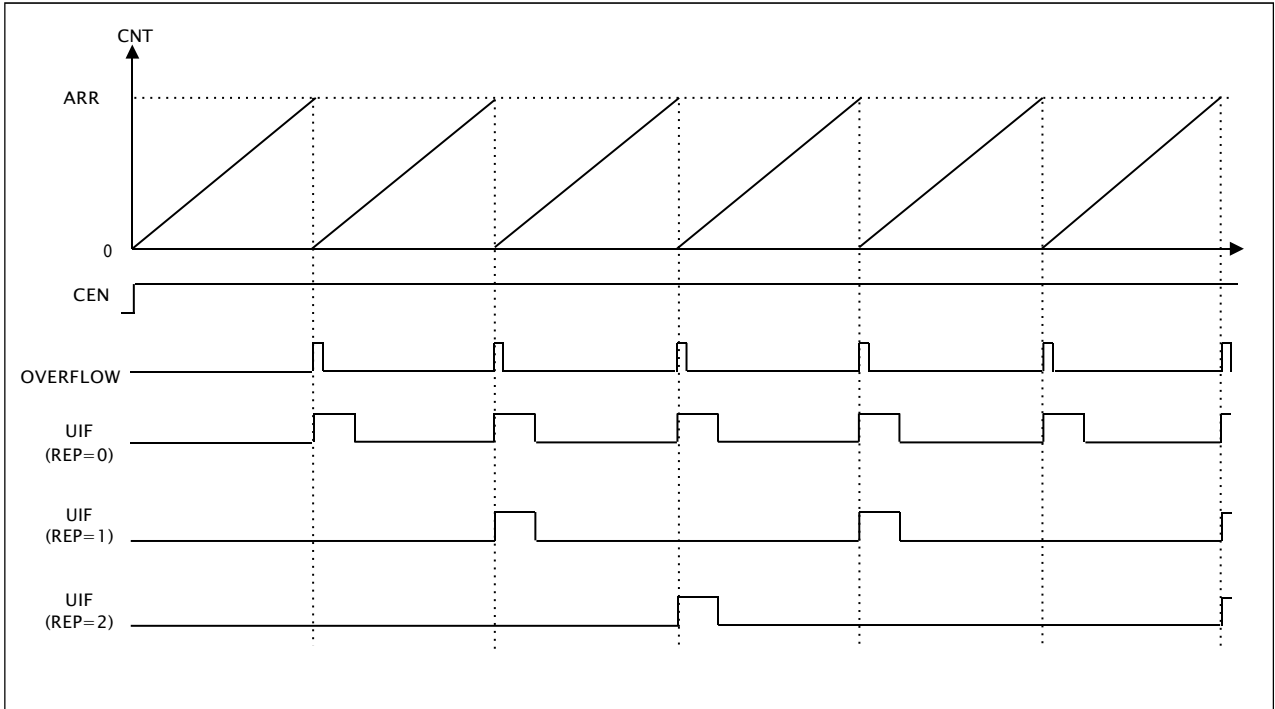 CNT
ARR
0
CEN
OVERFLOW
UIF
(REP=0)
UIF
(REP=1)
UIF
(REP=2)